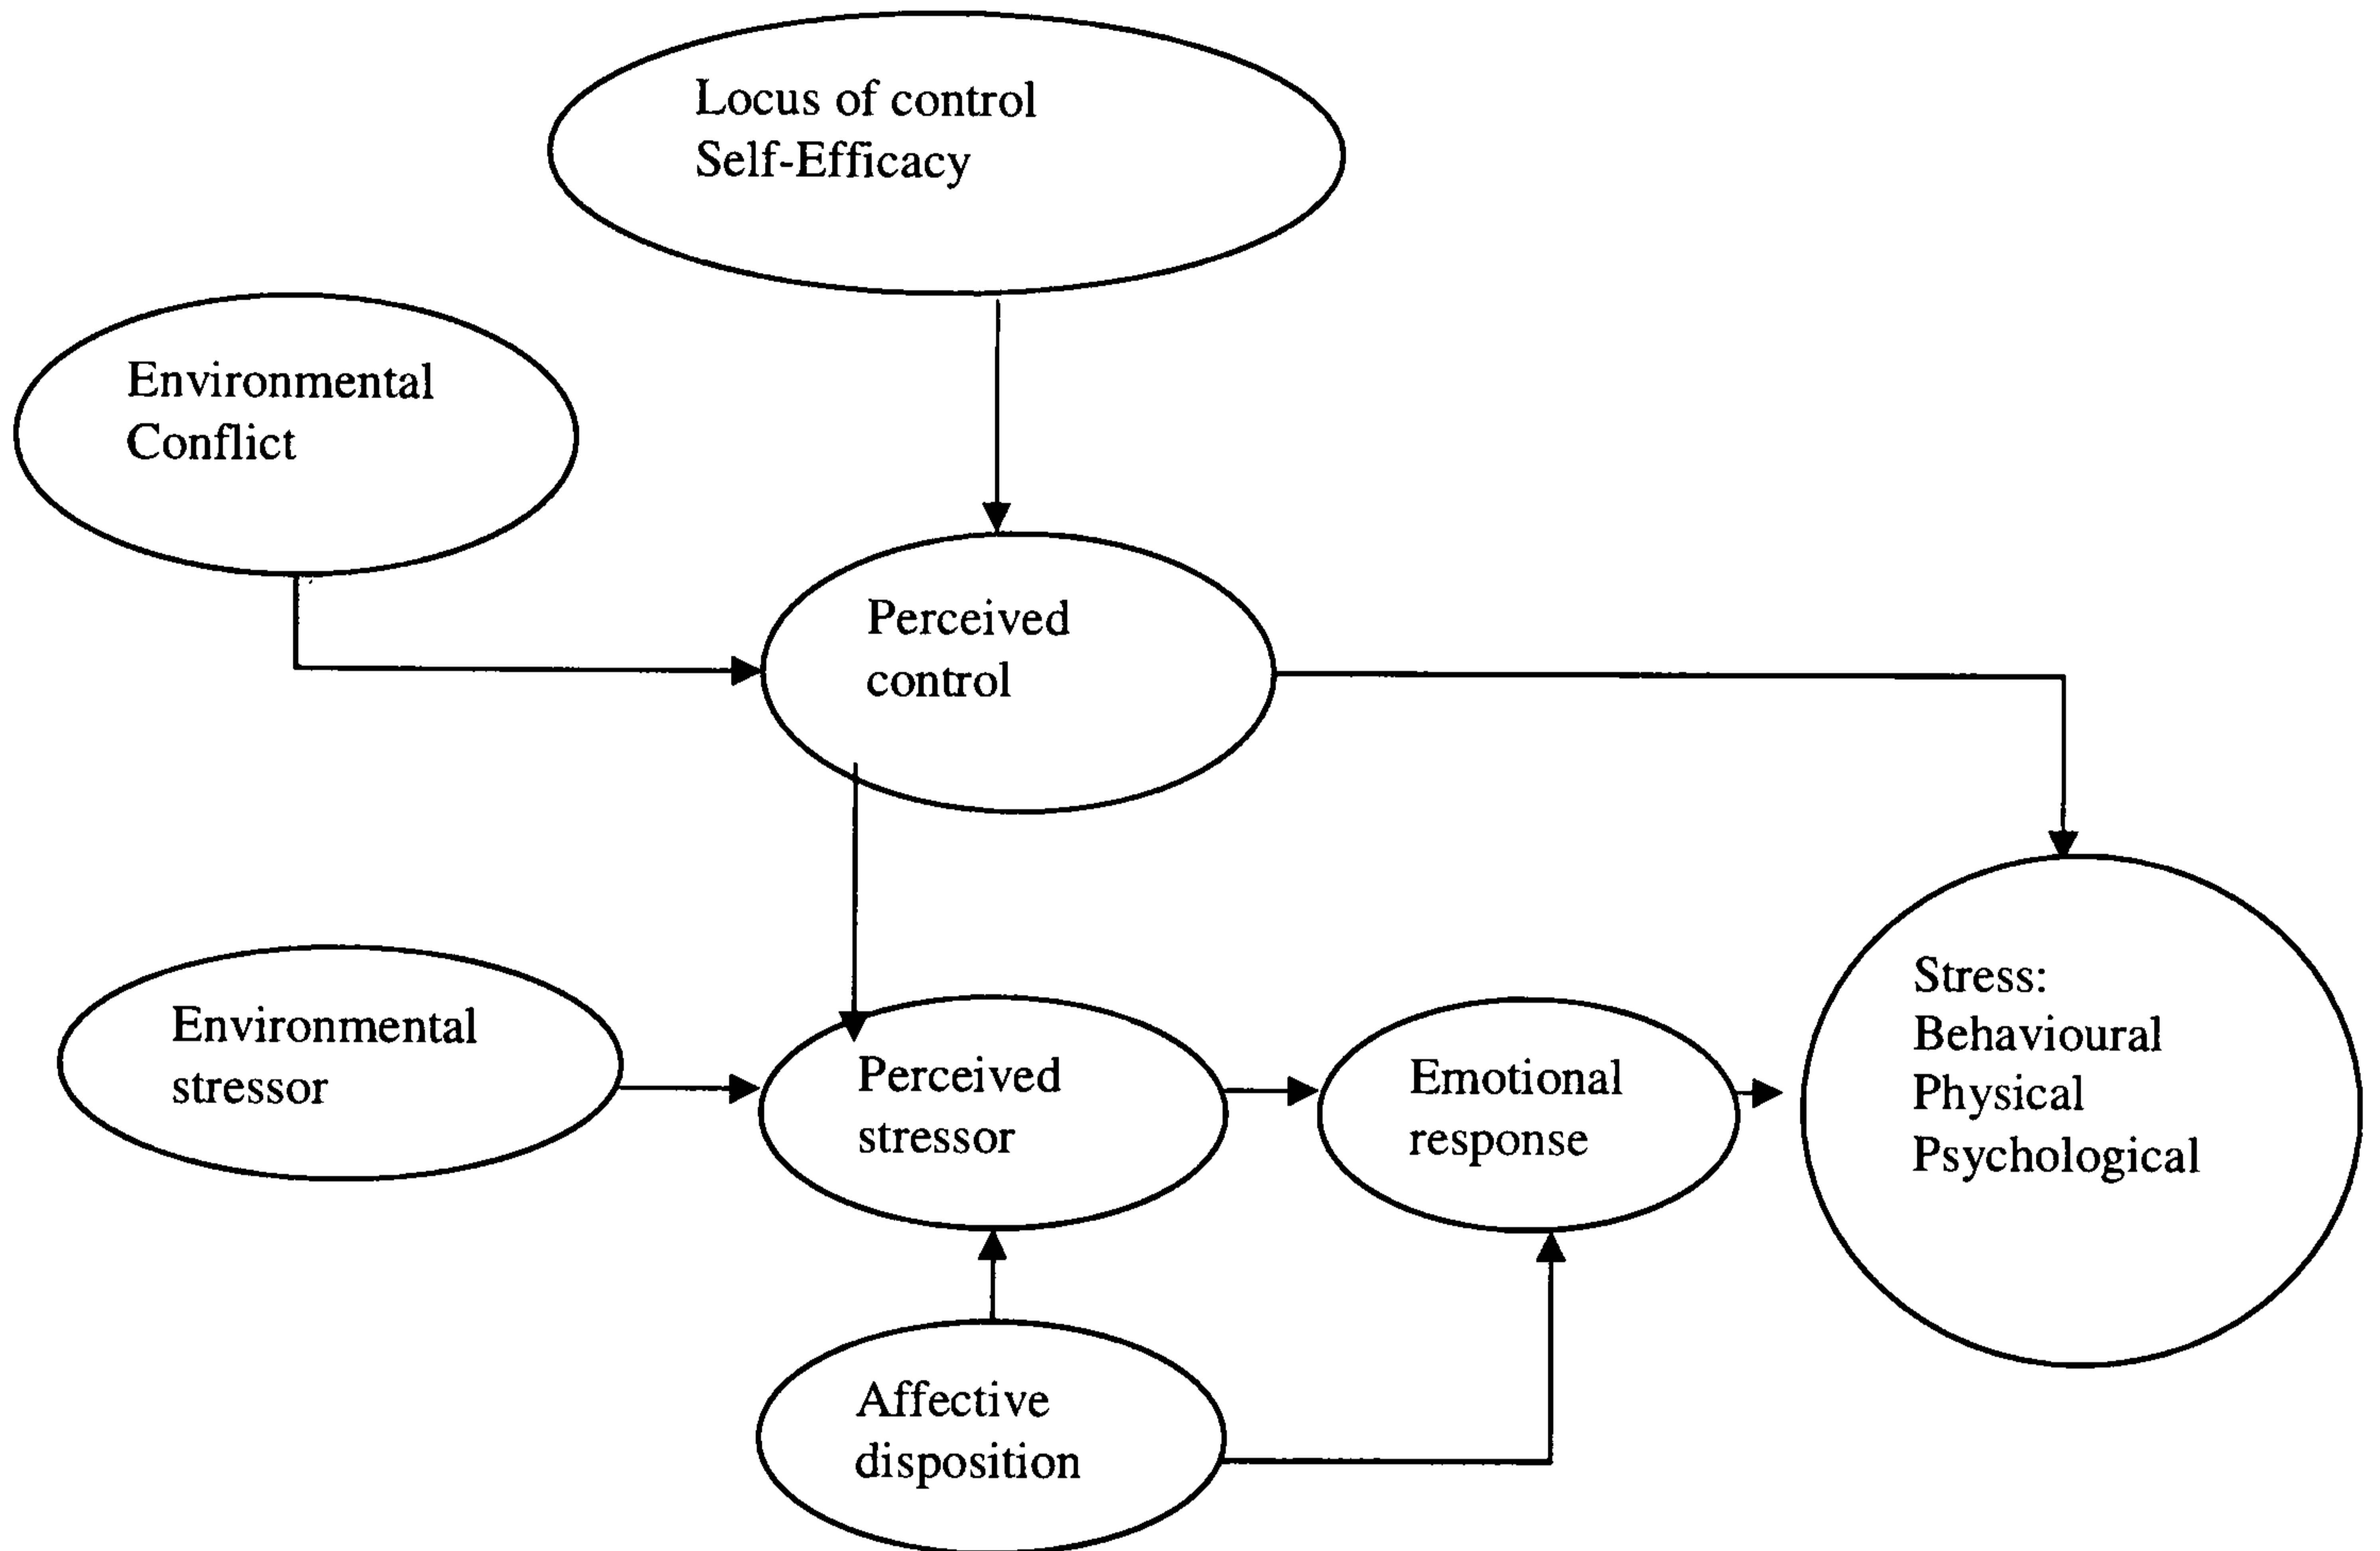 Locus of control
Self-Efficacy
Environmental
Conflict
Perceived
control
Environmental
stressor
Perceived
stressor
Emotional
response
Stress:
Behavioural
Physical
Psychological
Affective
disposition